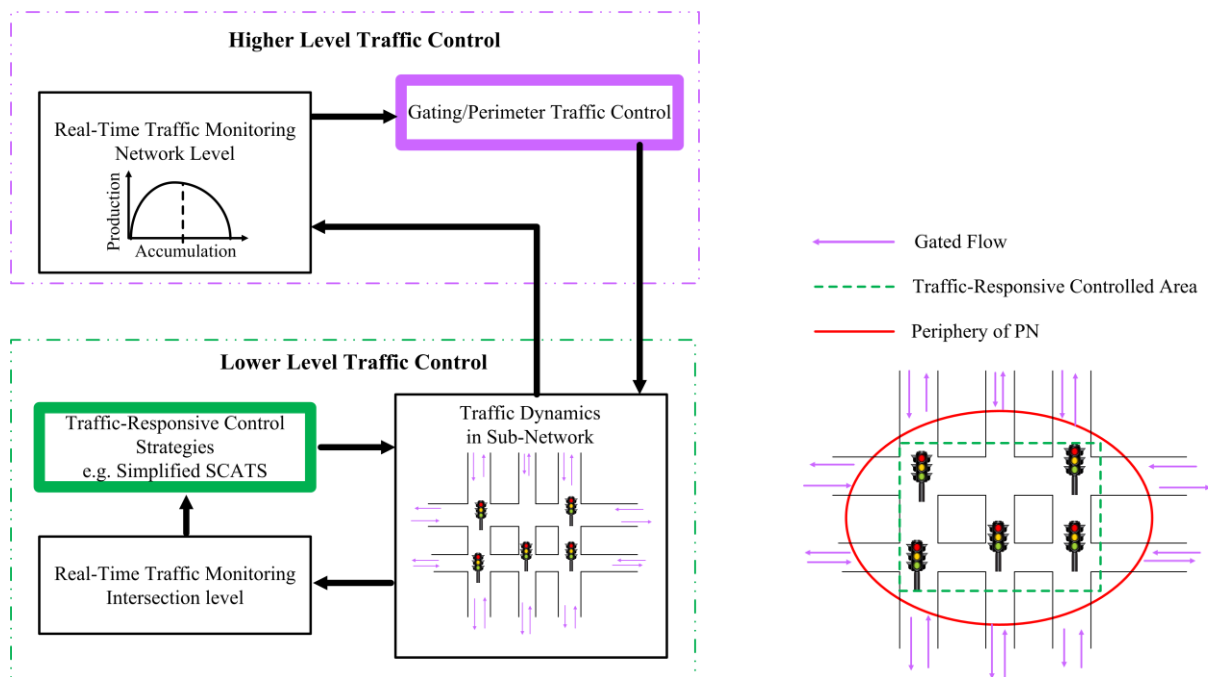 Higher Level Traffic Control
Real-Time Traffic Monitoring
Network Level
Production
Accumulation
Gating/Perimeter Traffic Control
Lower Level Traffic Control
Traffic-Responsive Control
Strategies
e.g. Simplified SCATS
Real-Time Traffic Monitoring
Intersection level
Traffic Dynamics
in Sub-Network
Gated Flow
Traffic-Responsive Controlled Area
Periphery of PN